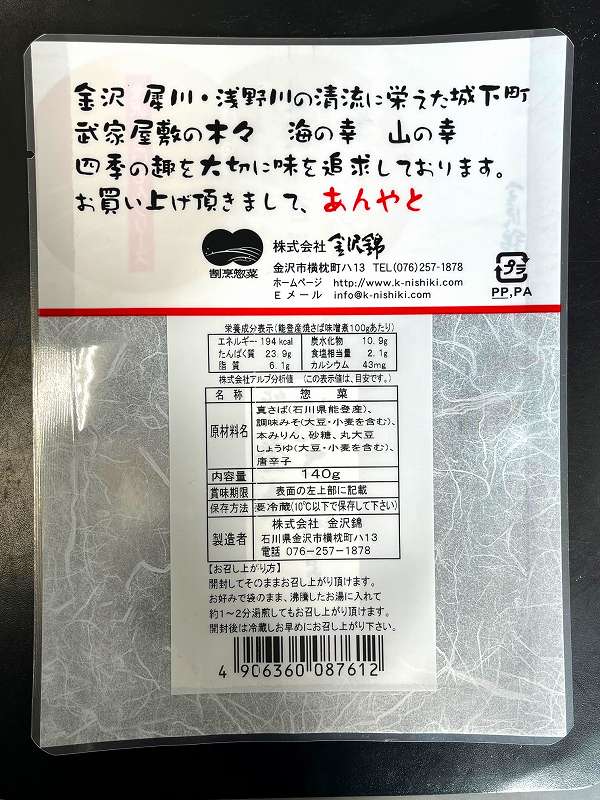 金沢 犀川・浅野川の清流に栄えた城下町
武家屋敷の木々 海の幸 山の幸
四季の趣を大切に味を追求しております。
お買い上げ頂きまして、あんやと
割烹惣菜
株式会社 金沢錦
金沢市横枕町ハ13 TEL(076)257-1878
ホームページ http://www.k-nishiki.com
Eメール info@k-nishiki.com
プラ
PP,PA
栄養成分表示(能登産焼さば味噌煮100gあたり)
エネルギー 194kcal 炭水化物 10.9g
たんぱく質 23.9g 食塩相当量 2.1g
脂質 6.1g カルシウム 43mg
株式会社アルプ分析値 (この表示値は、目安です。)
名称 惣菜
原材料名 真さば(石川県能登産)、
調味みそ(大豆・小麦を含む)、
本みりん、砂糖、丸大豆
しょうゆ(大豆・小麦を含む)、
唐辛子
内容量 140g
賞味期限 表面の左上部に記載
保存方法 要冷蔵(10℃以下で保存して下さい)
製造者 株式会社 金沢錦
石川県金沢市横枕町ハ13
電話 076-257-1878
【お召し上がり方】
開封してそのままお召し上がり頂けます。
お好みで袋のまま、沸騰したお湯に入れて
約1~2分湯煎してもお召し上がり頂けます。
開封後は冷蔵しお早めにお召し上がり下さい。
4 906360 087612